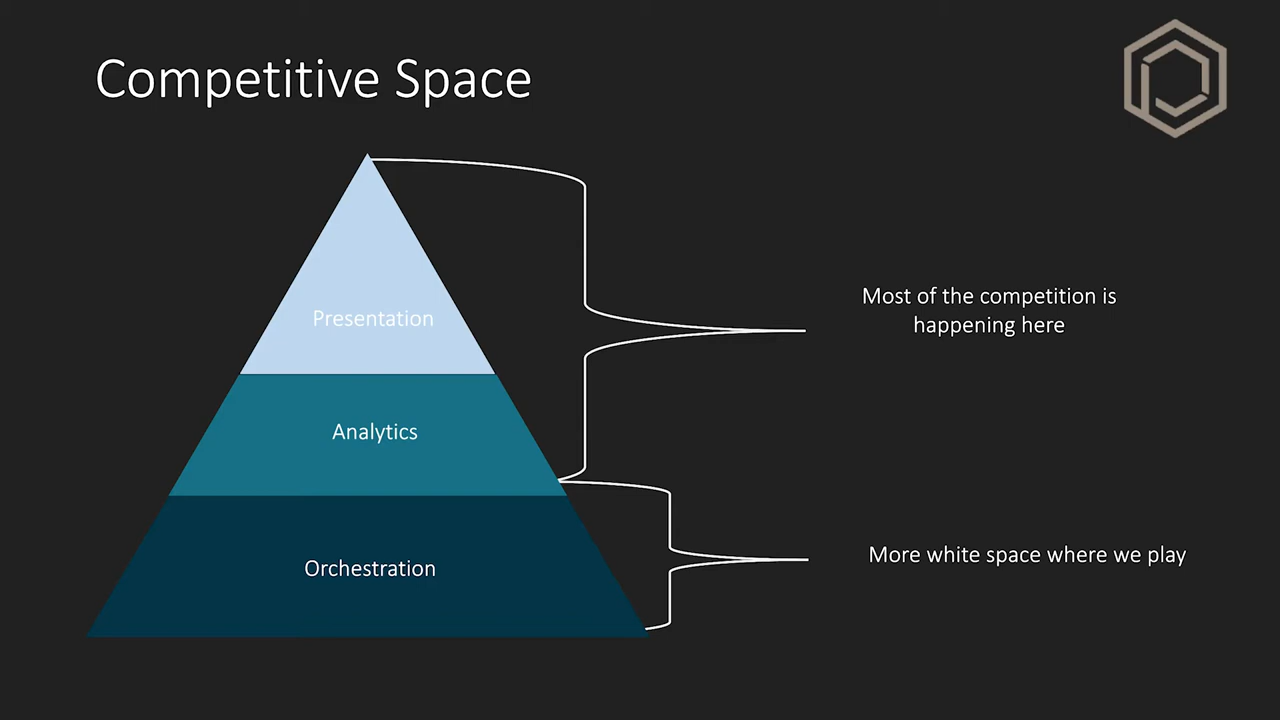 Competitive Space
Presentation
Most of the competition is
happening here
Analytics
More white space where we play
Orchestration